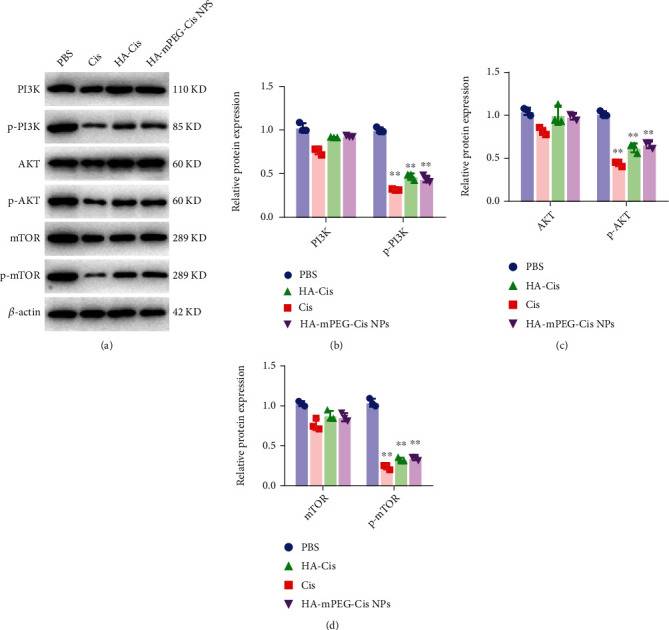 PBS
Cis
HA-Cis
HA-mPEG-Cis NPS
PI3K 110 KD
p-PI3K 85 KD
AKT 60 KD
p-AKT 60 KD
mTOR 289 KD
p-mTOR 289 KD
β-actin 42 KD
(a)
Relative protein expression
1.5
1.0
0.5
0.0
** ** **
PI3K
p-PI3K
PBS
HA-Cis
Cis
HA-mPEG-Cis NPs
(b)
Relative protein expression
1.5
1.0
0.5
0.0
** ** **
AKT
p-AKT
PBS
HA-Cis
Cis
HA-mPEG-Cis NPs
(c)
Relative protein expression
1.5
1.0
0.5
0.0
** ** **
mTOR
p-mTOR
PBS
HA-Cis
Cis
HA-mPEG-Cis NPs
(d)